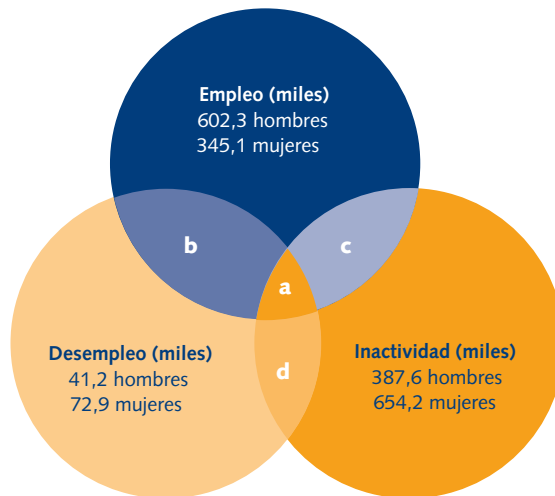 Empleo (miles)
602,3 hombres
345,1 mujeres
b
c
a
Desempleo (miles)
41,2 hombres
72,9 mujeres
d
Inactividad (miles)
387,6 hombres
654,2 mujeres